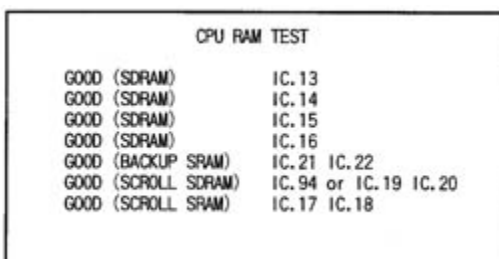 CPU RAM TEST
GOOD (SDRAM) IC.13
GOOD (SDRAM) IC.14
GOOD (SDRAM) IC.15
GOOD (SDRAM) IC.16
GOOD (BACKUP SRAM) IC.21 IC.22
GOOD (SCROLL SDRAM) IC.94 or IC.19 IC.20
GOOD (SCROLL SRAM) IC.17 IC.18